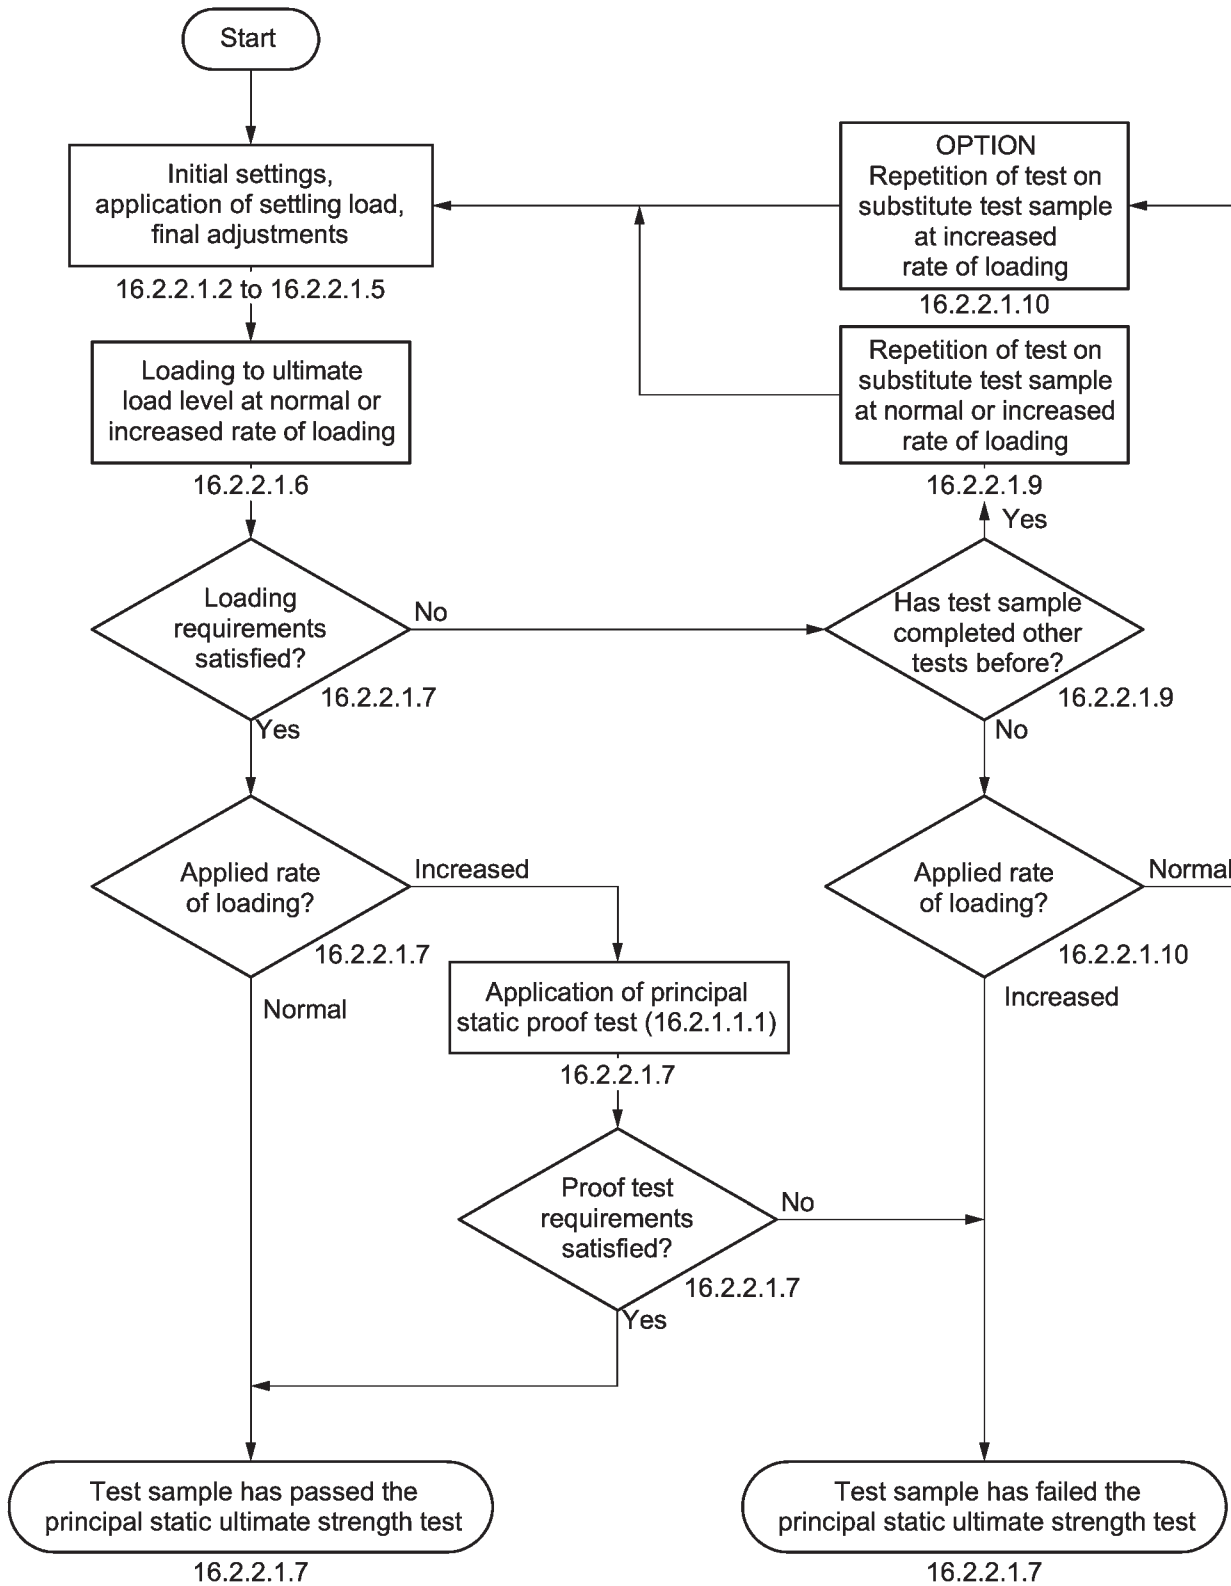 Start
Initial settings,
application of settling load,
final adjustments
16.2.2.1.2 to 16.2.2.1.5
OPTION
Repetition of test on
substitute test sample
at increased
rate of loading
16.2.2.1.10
Loading to ultimate
load level at normal or
increased rate of loading
16.2.2.1.6
Repetition of test on
substitute test sample
at normal or increased
rate of loading
16.2.2.1.9
Yes
Loading
requirements
satisfied?
No
16.2.2.1.7
Yes
Has test sample
completed other
tests before?
16.2.2.1.9
No
Applied rate
of loading?
Increased
16.2.2.1.7
Normal
Applied rate
of loading?
Normal
16.2.2.1.10
Increased
Application of principal
static proof test (16.2.1.1.1)
16.2.2.1.7
Proof test
requirements
satisfied?
No
16.2.2.1.7
Yes
Test sample has passed the
principal static ultimate strength test
16.2.2.1.7
Test sample has failed the
principal static ultimate strength test
16.2.2.1.7